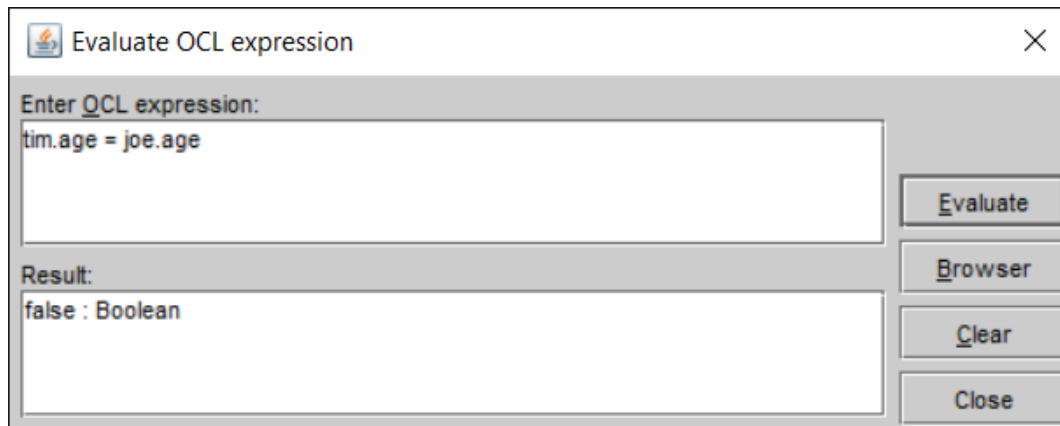 Evaluate OCL expression
Enter OCL expression:
tim.age = joe.age
Evaluate
Browser
Result:
false : Boolean
Clear
Close